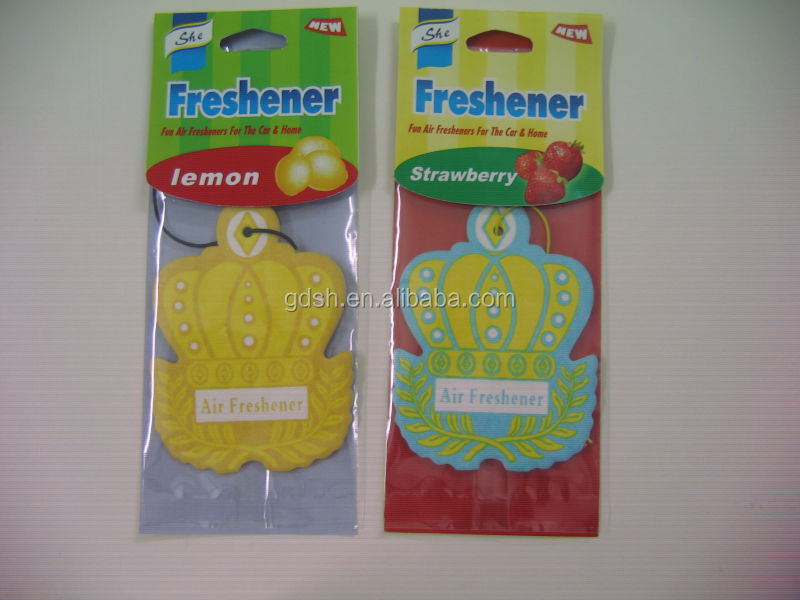 She
NEW
Freshener
Fun Air Fresheners For The Car & Home
lemon
Air Freshener
She
NEW
Freshener
Fun Air Fresheners For The Car & Home
Strawberry
Air Freshener
gdsh.en.alibaba.com